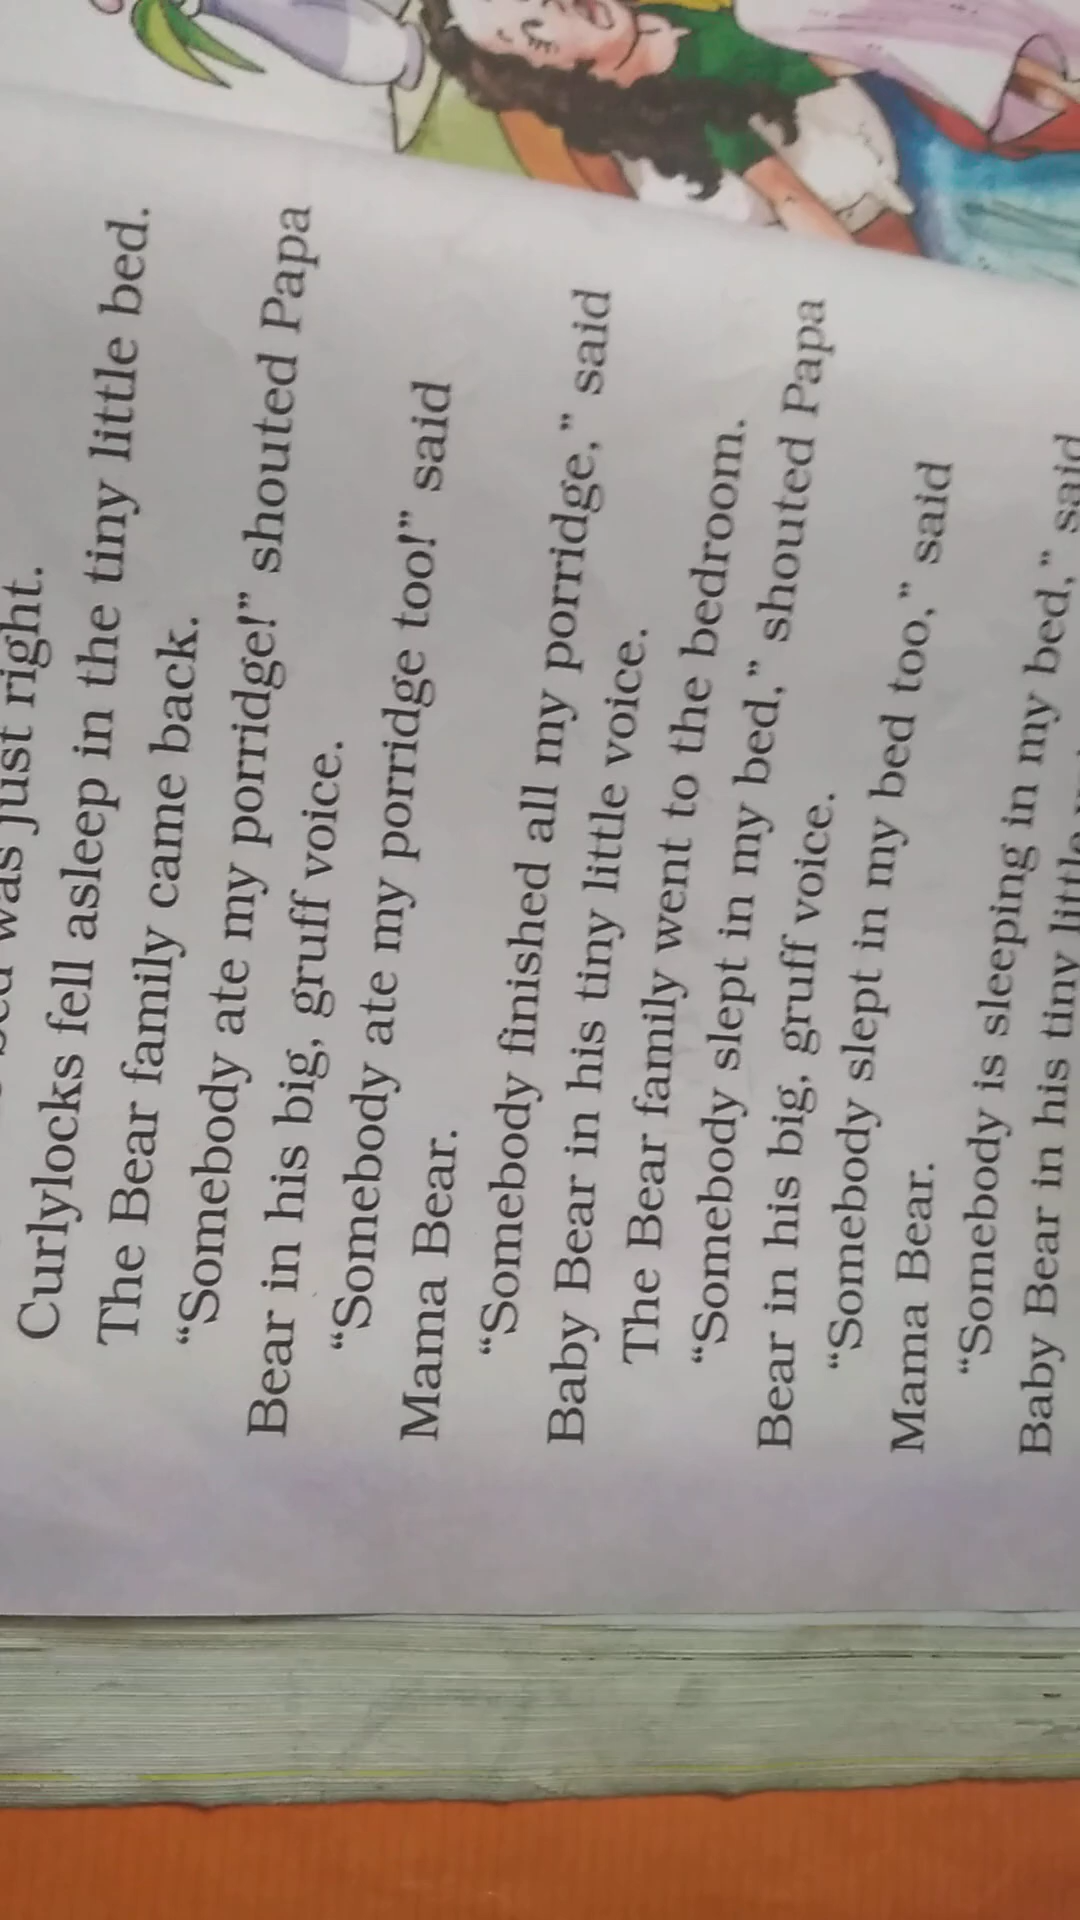 was just right.
Curlylocks fell asleep in the tiny little bed.
The Bear family came back.
“Somebody ate my porridge!” shouted Papa
Bear in his big, gruff voice.
“Somebody ate my porridge too!” said
Mama Bear.
“Somebody finished all my porridge,” said
Baby Bear in his tiny little voice.
The Bear family went to the bedroom.
“Somebody slept in my bed,” shouted Papa
Bear in his big, gruff voice.
“Somebody slept in my bed too,” said
Mama Bear.
“Somebody is sleeping in my bed,” said
Baby Bear in his tiny little